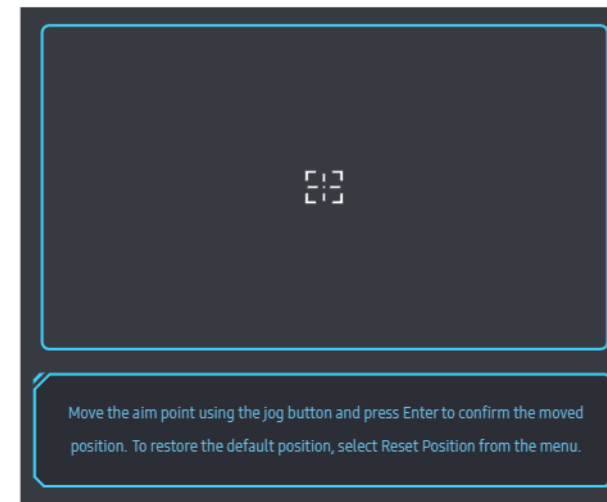 Move the aim point using the jog button and press Enter to confirm the moved
position. To restore the default position, select Reset Position from the menu.